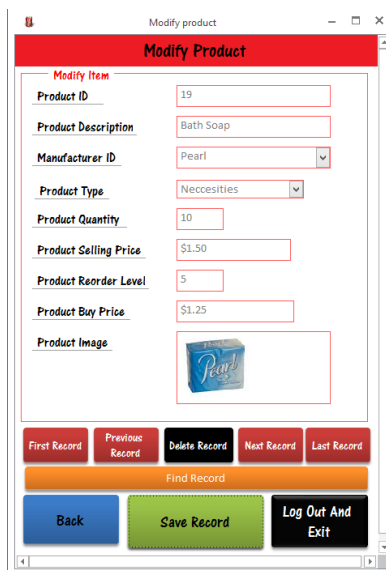 Modify product
Modify Product
Modify Item
Product ID
19
Product Description
Bath Soap
Manufacturer ID
Pearl
Product Type
Neccesities
Product Quantity
10
Product Selling Price
$1.50
Product Reorder Level
5
Product Buy Price
$1.25
Product Image
Pearl
First Record
Previous
Record
Delete Record
Next Record
Last Record
Find Record
Back
Save Record
Log Out And
Exit